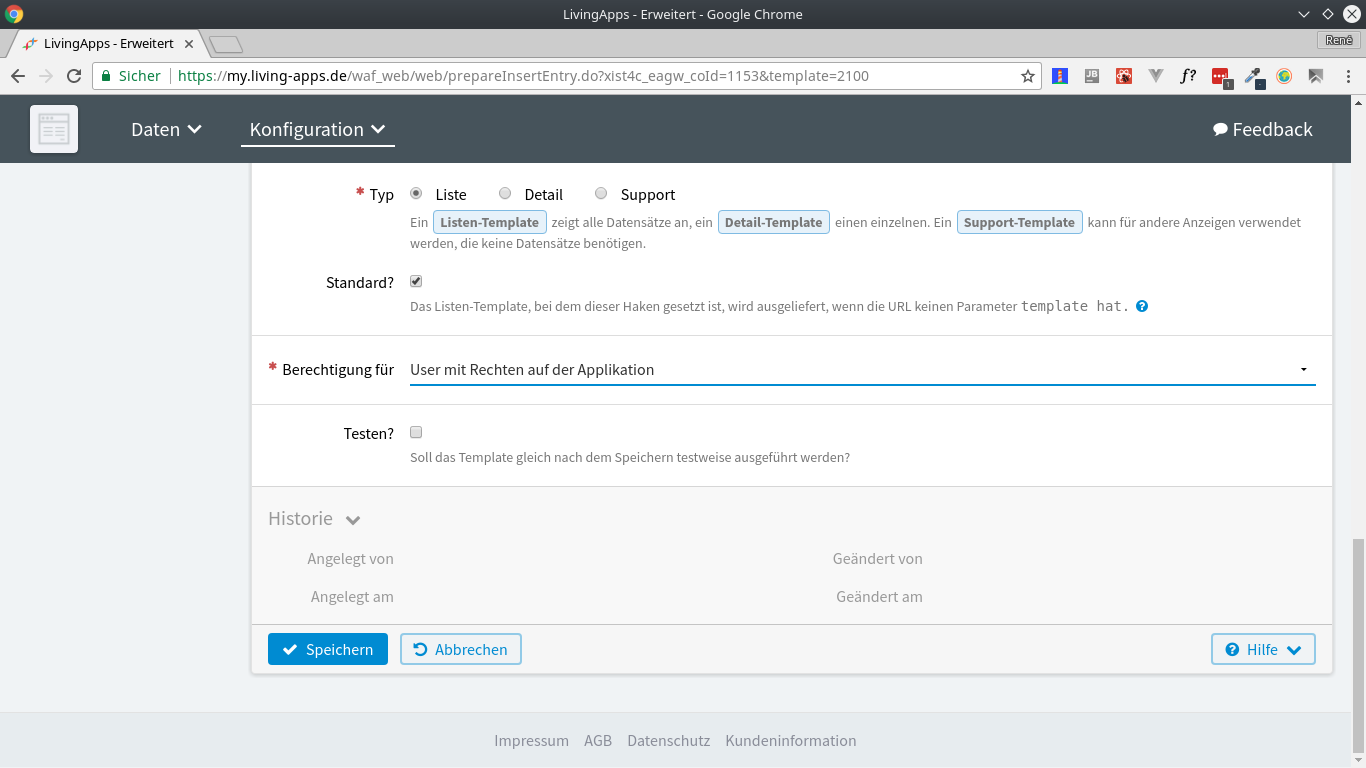 LivingApps - Erweitert - Google Chrome
LivingApps - Erweitert
René
Sicher https://my.living-apps.de/waf_web/web/prepareInsertEntry.do?xist4c_eagw_coId=1153&template=2100
JB
f?
1
Daten
Konfiguration
Feedback
* Typ Liste Detail Support
Ein Listen-Template zeigt alle Datensätze an, ein Detail-Template einen einzelnen. Ein Support-Template kann für andere Anzeigen verwendet
werden, die keine Datensätze benötigen.
Standard?
Das Listen-Template, bei dem dieser Haken gesetzt ist, wird ausgeliefert, wenn die URL keinen Parameter template hat.
* Berechtigung für User mit Rechten auf der Applikation
Testen?
Soll das Template gleich nach dem Speichern testweise ausgeführt werden?
Historie
Angelegt von Geändert von
Angelegt am Geändert am
Speichern Abbrechen Hilfe
Impressum AGB Datenschutz Kundeninformation